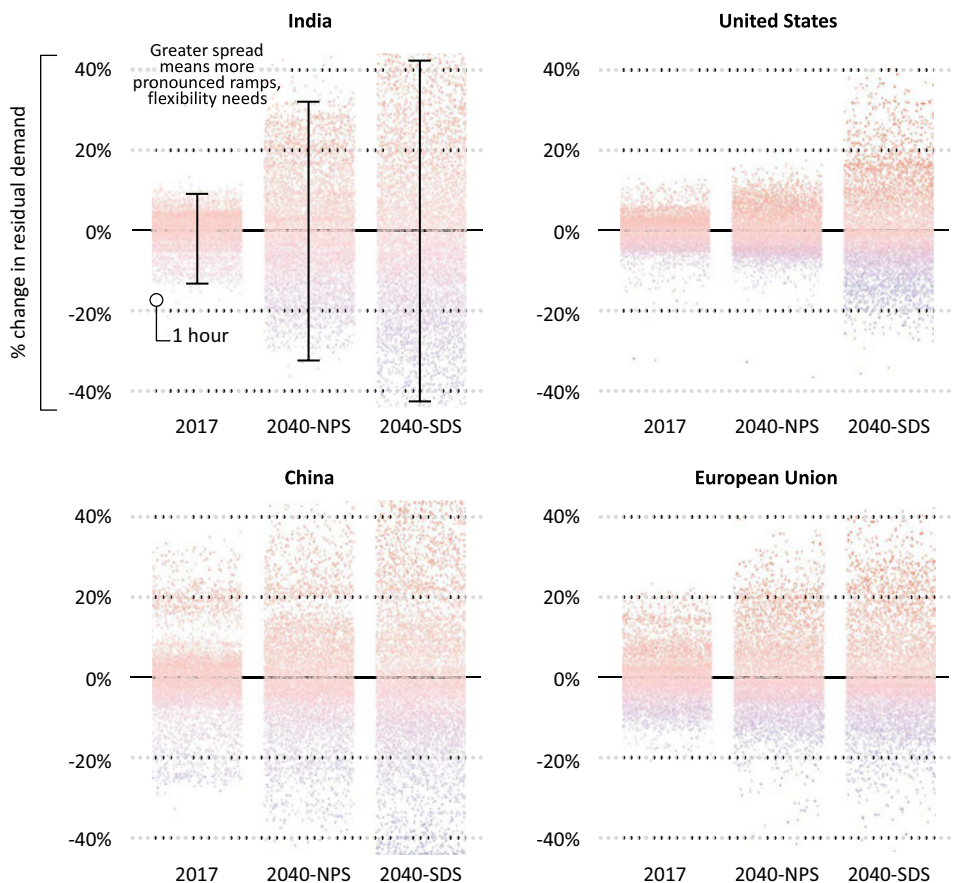 India
United States
Greater spread
means more
pronounced ramps,
flexibility needs
% change in residual demand
40%
20%
0%
-20%
-40%
1 hour
2017
2040-NPS
2040-SDS
40%
20%
0%
-20%
-40%
2017
2040-NPS
2040-SDS
China
European Union
40%
20%
0%
-20%
-40%
2017
2040-NPS
2040-SDS
40%
20%
0%
-20%
-40%
2017
2040-NPS
2040-SDS